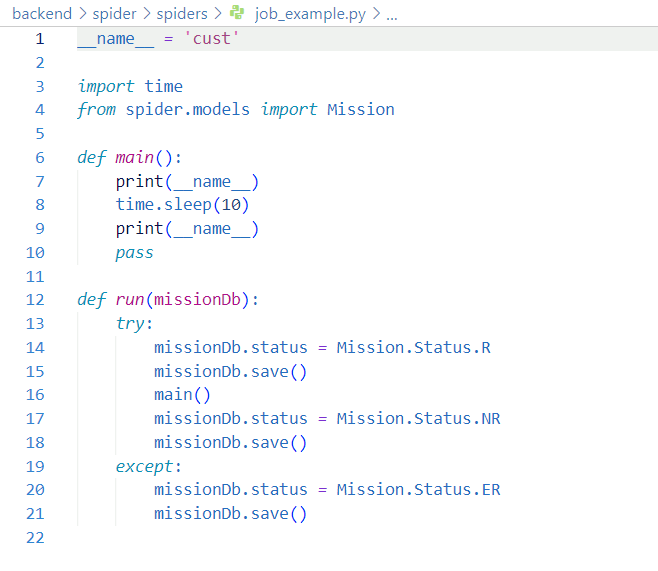 backend > spider > spiders > job_example.py > ...
1 __name__ = 'cust'
2
3 import time
4 from spider.models import Mission
5
6 def main():
7     print(__name__)
8     time.sleep(10)
9     print(__name__)
10     pass
11
12 def run(missionDb):
13     try:
14         missionDb.status = Mission.Status.R
15         missionDb.save()
16         main()
17         missionDb.status = Mission.Status.NR
18         missionDb.save()
19     except:
20         missionDb.status = Mission.Status.ER
21         missionDb.save()
22